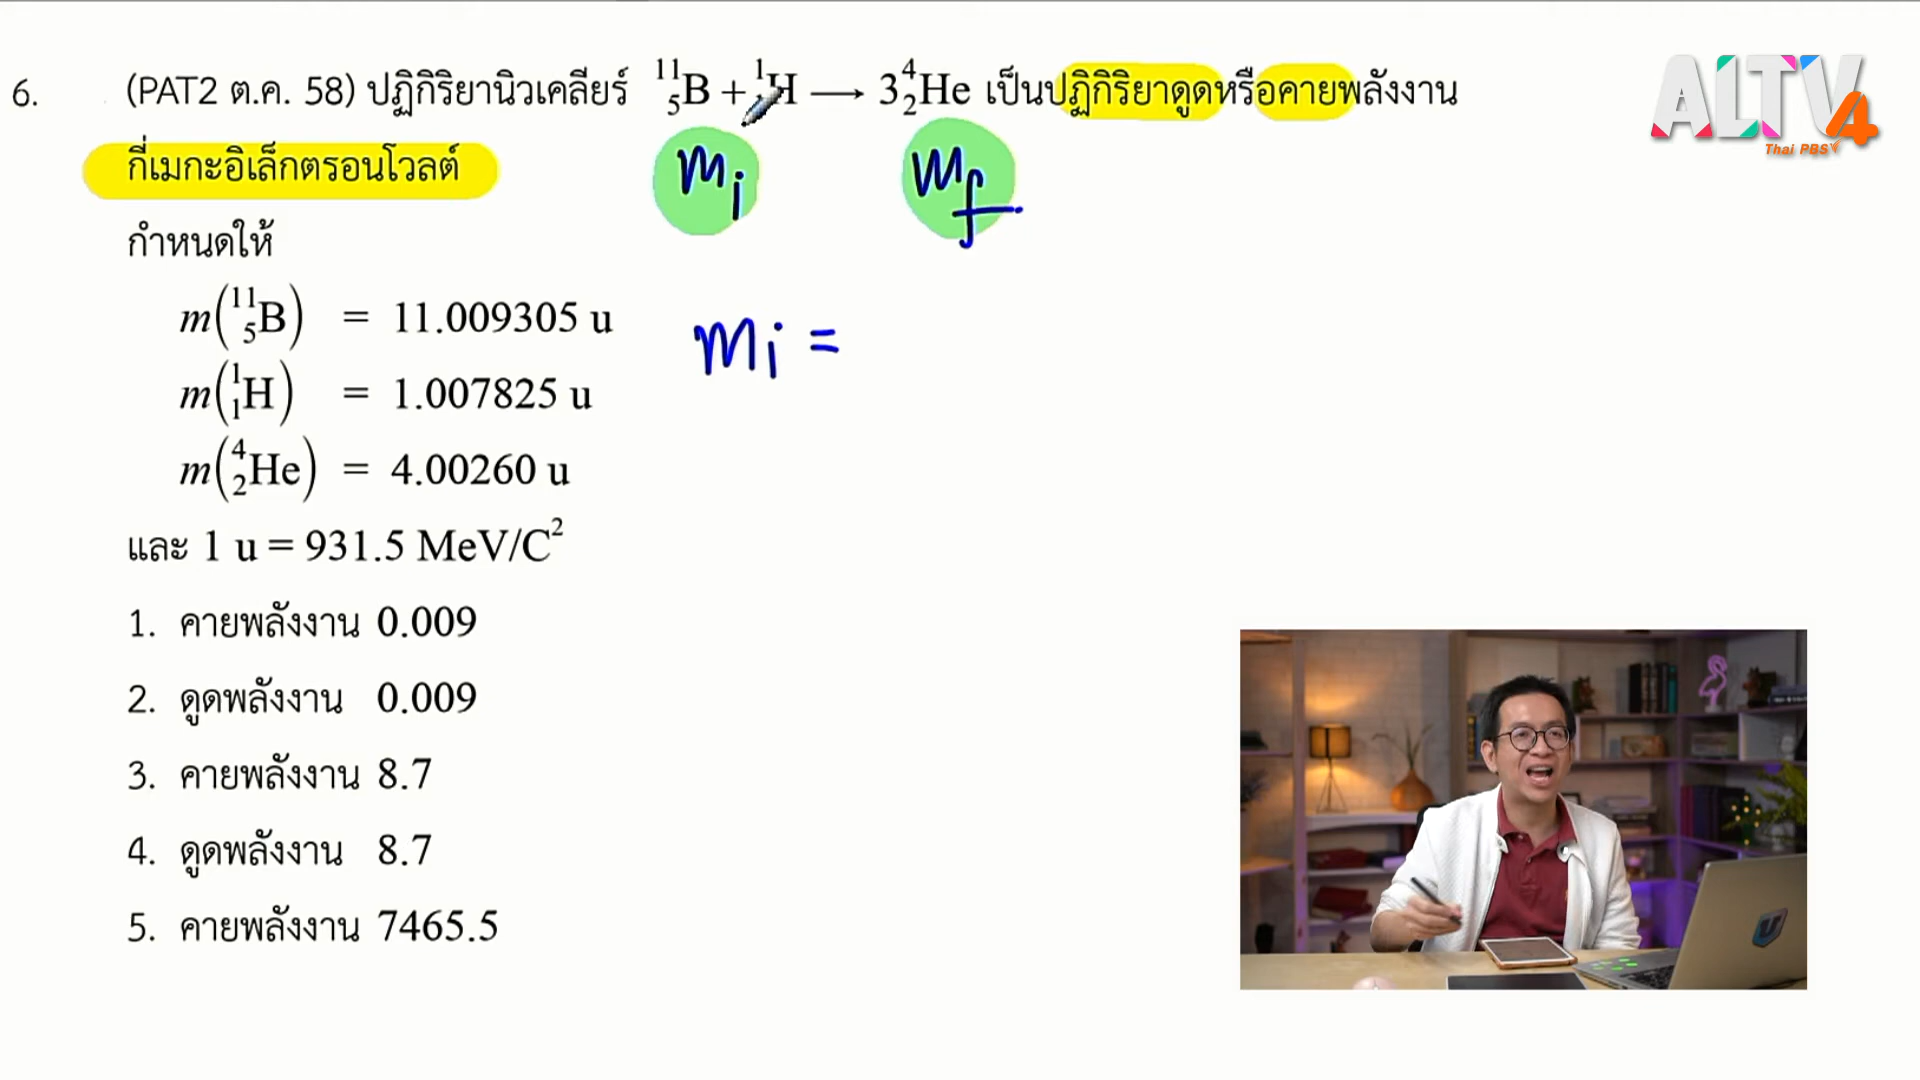 6. (PAT2 ต.ค. 58) ปฏิกิริยานิวเคลียร์ ¹¹₅B + ¹₁H ⟶ 3⁴₂He เป็นปฏิกิริยาดูดหรือคายพลังงาน
กี่เมกะอิเล็กตรอนโวลต์
mi mf
กำหนดให้
m(¹¹₅B) = 11.009305 u
mi =
m(¹₁H) = 1.007825 u
m(⁴₂He) = 4.00260 u
และ 1 u = 931.5 MeV/C²
1. คายพลังงาน 0.009
2. ดูดพลังงาน 0.009
3. คายพลังงาน 8.7
4. ดูดพลังงาน 8.7
5. คายพลังงาน 7465.5
ALTV 4
Thai PBS